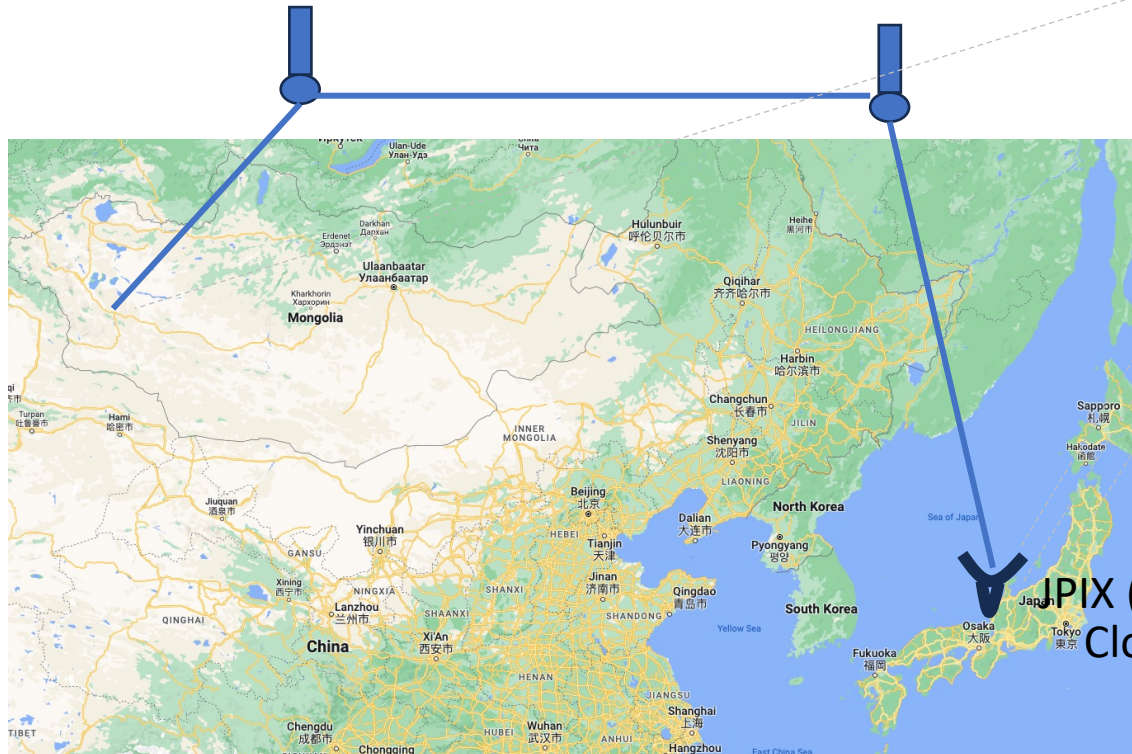 Ulan-Ude
Улан-Удэ
Чита
Hulunbuir
呼伦贝尔市
Heihe
黑河市
Darkhan
Дархан
Erdenet
Эрдэнэт
Ulaanbaatar
Улаанбаатар
Qiqihar
齐齐哈尔市
Kharkhorin
Хархорин
Mongolia
HEILONGJIANG
Harbin
哈尔滨市
Changchun
长春市
Sapporo
札幌
Turpan
吐鲁番市
Hami
哈密市
JILIN
INNER
MONGOLIA
Shenyang
沈阳市
Hakodate
函館
LIAONING
Jiuquan
酒泉市
Beijing
北京
North Korea
Sea of Japan
Dalian
大连市
Yinchuan
银川市
HEBEI
Tianjin
天津
Pyongyang
평양
GANSU
Xining
西宁市
NINGXIA
SHANXI
Jinan
济南市
Qingdao
青岛市
Japan
JPIX (
Lanzhou
兰州市
SHAANXI
SHANDONG
South Korea
QINGHAI
Yellow Sea
Osaka
大阪
Tokyo
東京
Clo
China
Xi'An
西安市
Fukuoka
福岡
HENAN
JIANGSU
Shanghai
上海
Chengdu
成都市
HUBEI
Wuhan
武汉市
ANHUI
TIBET
Chongqing
Hangzhou
East China Sea